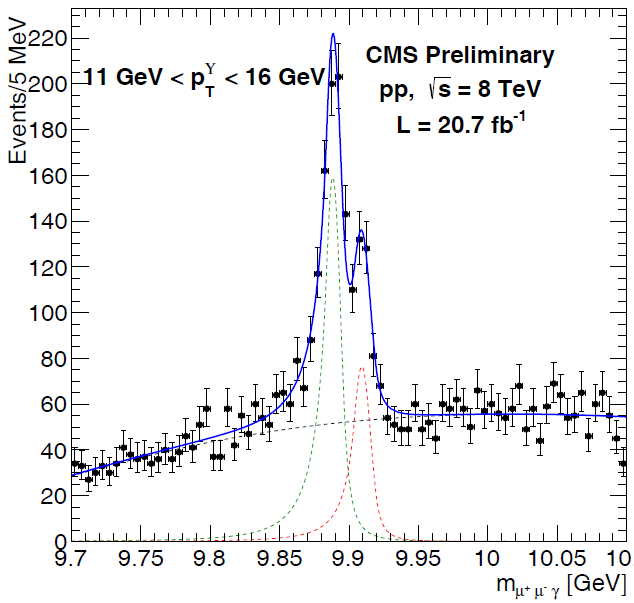 Events/5 MeV
220
200
180
160
140
120
100
80
60
40
20
0
11 GeV < p_T^Υ < 16 GeV
CMS Preliminary
pp, √s = 8 TeV
L = 20.7 fb⁻¹
9.7 9.75 9.8 9.85 9.9 9.95 10 10.05 10
m_{μ⁺ μ⁻ γ} [GeV]